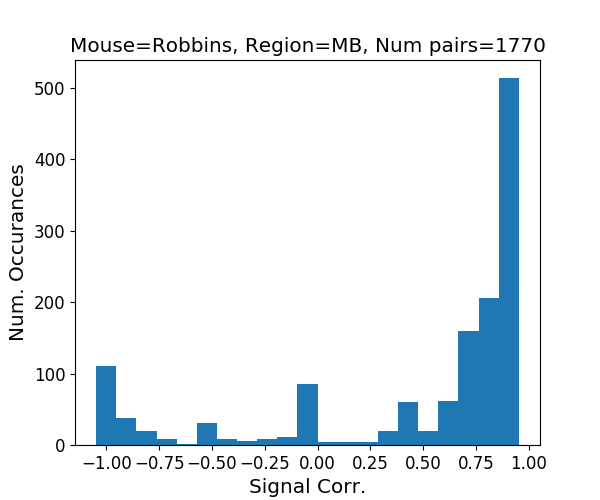 Mouse=Robbins, Region=MB, Num pairs=1770
500
400
300
200
100
0
Num. Occurances
−1.00 −0.75 −0.50 −0.25 0.00 0.25 0.50 0.75 1.00
Signal Corr.